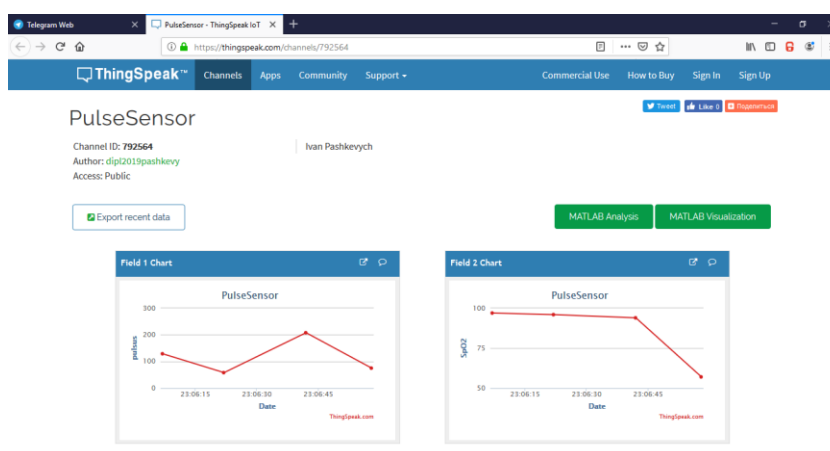 Telegram Web
PulseSensor - ThingSpeak IoT
https://thingspeak.com/channels/792564
ThingSpeak™ Channels Apps Community Support Commercial Use How to Buy Sign In Sign Up
Tweet Like 0 Поделиться
PulseSensor
Channel ID: 792564 Ivan Pashkevych
Author: dipl2019pashkevy
Access: Public
Export recent data MATLAB Analysis MATLAB Visualization
Field 1 Chart
PulseSensor
pulses
300
200
100
0
23:06:15 23:06:30 23:06:45
Date
ThingSpeak.com
Field 2 Chart
PulseSensor
SpO2
100
75
50
23:06:15 23:06:30 23:06:45
Date
ThingSpeak.com